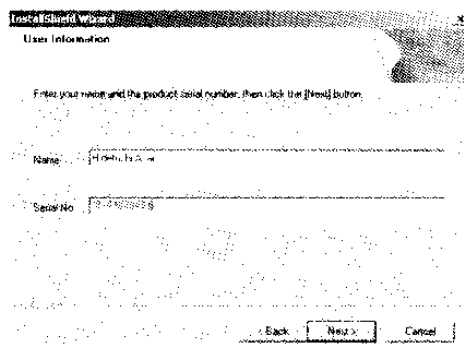 InstallShield Wizard
User Information
Enter your name and the product serial number, then click the [Next] button.
Name
Serial No
< Back
Next >
Cancel